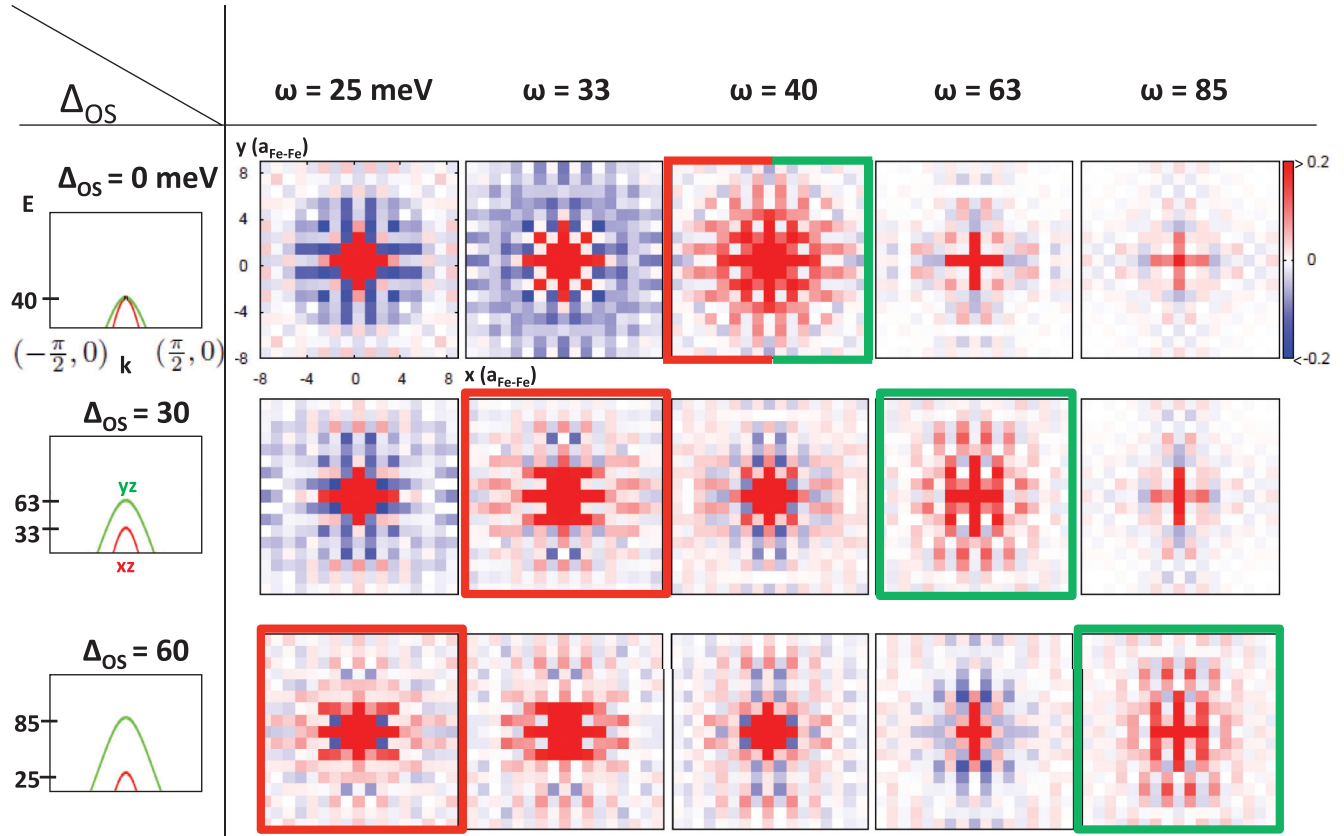 Δ_OS
ω = 25 meV
ω = 33
ω = 40
ω = 63
ω = 85
y (a_Fe-Fe)
Δ_OS = 0 meV
E
40
(-π/2, 0) k (π/2, 0)
8
4
0
-4
-8
-8 -4 0 4 8
x (a_Fe-Fe)
> 0.2
0
<-0.2
Δ_OS = 30
63
33
yz
xz
Δ_OS = 60
85
25